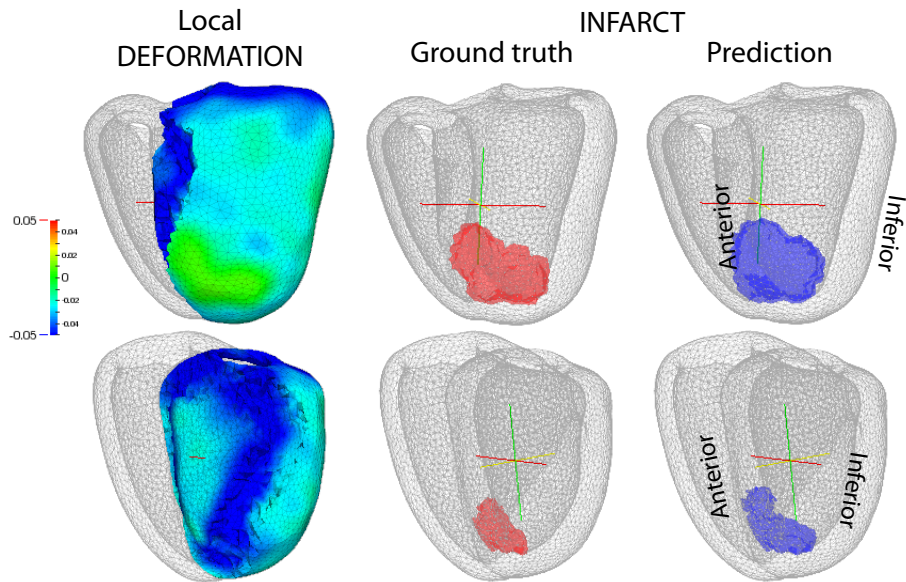 Local
DEFORMATION
INFARCT
Ground truth
Prediction
Anterior
Inferior
0.05
0.04
0.02
0
0.02
0.04
-0.05
Anterior
Inferior